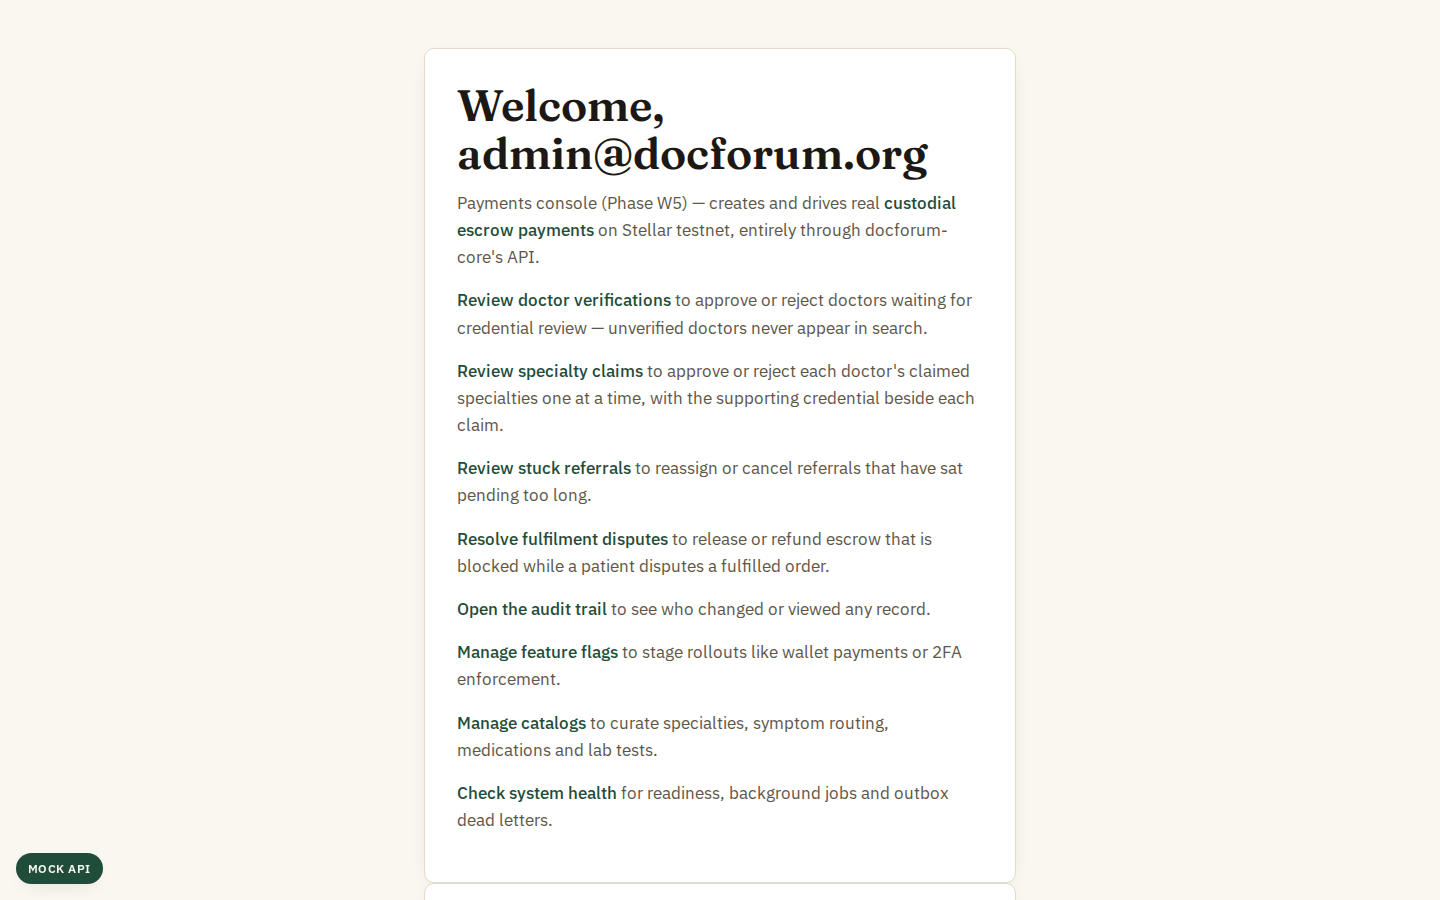 Welcome,
admin@docforum.org
Payments console (Phase W5) — creates and drives real custodial
escrow payments on Stellar testnet, entirely through docforum-
core's API.
Review doctor verifications to approve or reject doctors waiting for
credential review — unverified doctors never appear in search.
Review specialty claims to approve or reject each doctor's claimed
specialties one at a time, with the supporting credential beside each
claim.
Review stuck referrals to reassign or cancel referrals that have sat
pending too long.
Resolve fulfilment disputes to release or refund escrow that is
blocked while a patient disputes a fulfilled order.
Open the audit trail to see who changed or viewed any record.
Manage feature flags to stage rollouts like wallet payments or 2FA
enforcement.
Manage catalogs to curate specialties, symptom routing,
medications and lab tests.
Check system health for readiness, background jobs and outbox
dead letters.
MOCK API